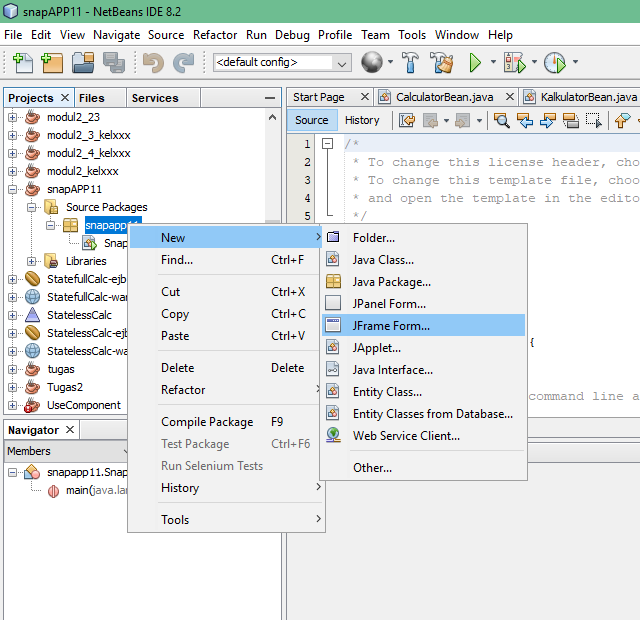 snapAPP11 - NetBeans IDE 8.2
File Edit View Navigate Source Refactor Run Debug Profile Team Tools Window Help
<default config>
Projects Files Services
modul2_23
modul2_3_kelxxx
modul2_4_kelxxx
modul2_kelxxx
snapAPP11
Source Packages
snapapp11
Snap
Libraries
StatefullCalc-ejb
StatefullCalc-war
StatelessCalc
StatelessCalc-ejb
StatelessCalc-wa
tugas
Tugas2
UseComponent
Navigator
Members
snapapp11.Snap
main(java.lan
Start Page CalculatorBean.java KalkulatorBean.java
Source History
1 /*
2 * To change this license header, cho
3 * To change this template file, choo
4 * and open the template in the edito
5 */
{
command line a
New
Find... Ctrl+F
Cut Ctrl+X
Copy Ctrl+C
Paste Ctrl+V
Delete Delete
Refactor
Compile Package F9
Test Package Ctrl+F6
Run Selenium Tests
History
Tools
Folder...
Java Class...
Java Package...
JPanel Form...
JFrame Form...
JApplet...
Java Interface...
Entity Class...
Entity Classes from Database...
Web Service Client...
Other...